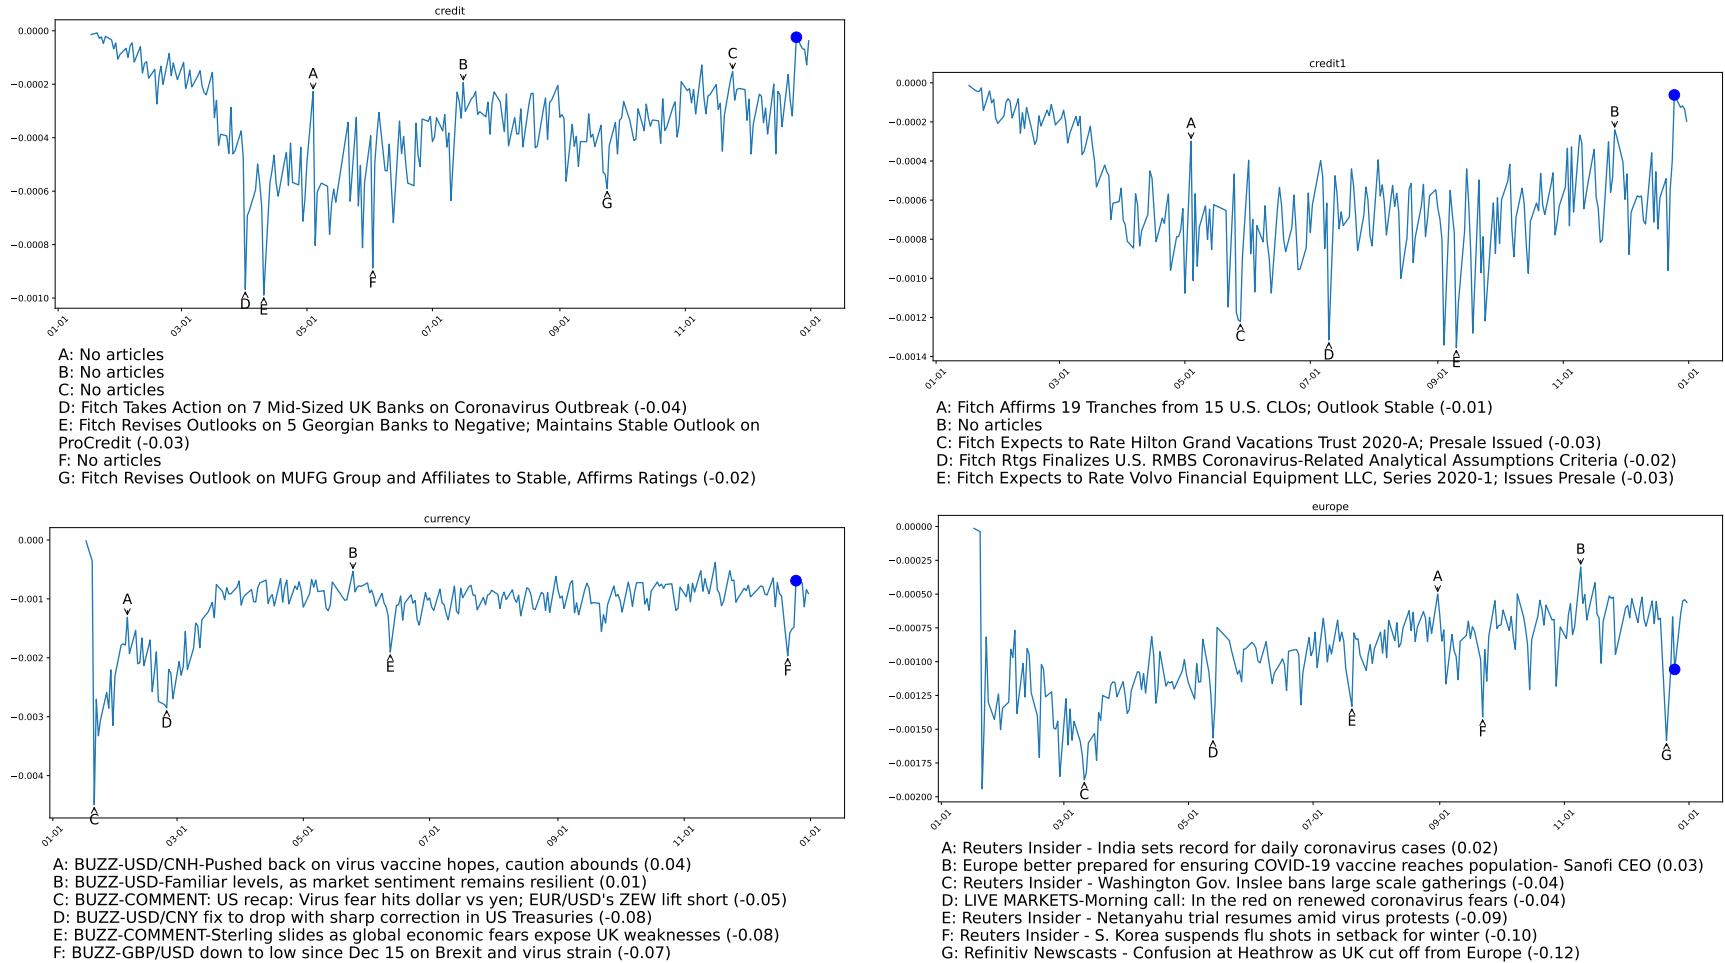 credit
0.0000
−0.0002
−0.0004
−0.0006
−0.0008
−0.0010
A
B
C
D
E
F
G
01-01
03-01
05-01
07-01
09-01
11-01
01-01
A: No articles
B: No articles
C: No articles
D: Fitch Takes Action on 7 Mid-Sized UK Banks on Coronavirus Outbreak (-0.04)
E: Fitch Revises Outlooks on 5 Georgian Banks to Negative; Maintains Stable Outlook on
ProCredit (-0.03)
F: No articles
G: Fitch Revises Outlook on MUFG Group and Affiliates to Stable, Affirms Ratings (-0.02)
credit1
0.0000
−0.0002
−0.0004
−0.0006
−0.0008
−0.0010
−0.0012
−0.0014
A
B
C
D
E
01-01
03-01
05-01
07-01
09-01
11-01
01-01
A: Fitch Affirms 19 Tranches from 15 U.S. CLOs; Outlook Stable (-0.01)
B: No articles
C: Fitch Expects to Rate Hilton Grand Vacations Trust 2020-A; Presale Issued (-0.03)
D: Fitch Rtgs Finalizes U.S. RMBS Coronavirus-Related Analytical Assumptions Criteria (-0.02)
E: Fitch Expects to Rate Volvo Financial Equipment LLC, Series 2020-1; Issues Presale (-0.03)
currency
0.000
−0.001
−0.002
−0.003
−0.004
A
B
C
D
E
F
01-01
03-01
05-01
07-01
09-01
11-01
01-01
A: BUZZ-USD/CNH-Pushed back on virus vaccine hopes, caution abounds (0.04)
B: BUZZ-USD-Familiar levels, as market sentiment remains resilient (0.01)
C: BUZZ-COMMENT: US recap: Virus fear hits dollar vs yen; EUR/USD's ZEW lift short (-0.05)
D: BUZZ-USD/CNY fix to drop with sharp correction in US Treasuries (-0.08)
E: BUZZ-COMMENT-Sterling slides as global economic fears expose UK weaknesses (-0.08)
F: BUZZ-GBP/USD down to low since Dec 15 on Brexit and virus strain (-0.07)
europe
0.00000
−0.00025
−0.00050
−0.00075
−0.00100
−0.00125
−0.00150
−0.00175
−0.00200
A
B
C
D
E
F
G
01-01
03-01
05-01
07-01
09-01
11-01
01-01
A: Reuters Insider - India sets record for daily coronavirus cases (0.02)
B: Europe better prepared for ensuring COVID-19 vaccine reaches population- Sanofi CEO (0.03)
C: Reuters Insider - Washington Gov. Inslee bans large scale gatherings (-0.04)
D: LIVE MARKETS-Morning call: In the red on renewed coronavirus fears (-0.04)
E: Reuters Insider - Netanyahu trial resumes amid virus protests (-0.09)
F: Reuters Insider - S. Korea suspends flu shots in setback for winter (-0.10)
G: Refinitiv Newscasts - Confusion at Heathrow as UK cut off from Europe (-0.12)